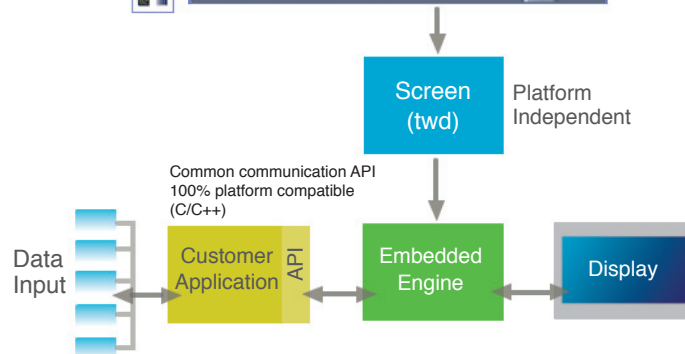 Screen
(twd)
Platform
Independent
Common communication API
100% platform compatible
(C/C++)
Data
Input
Customer
Application
API
Embedded
Engine
Display